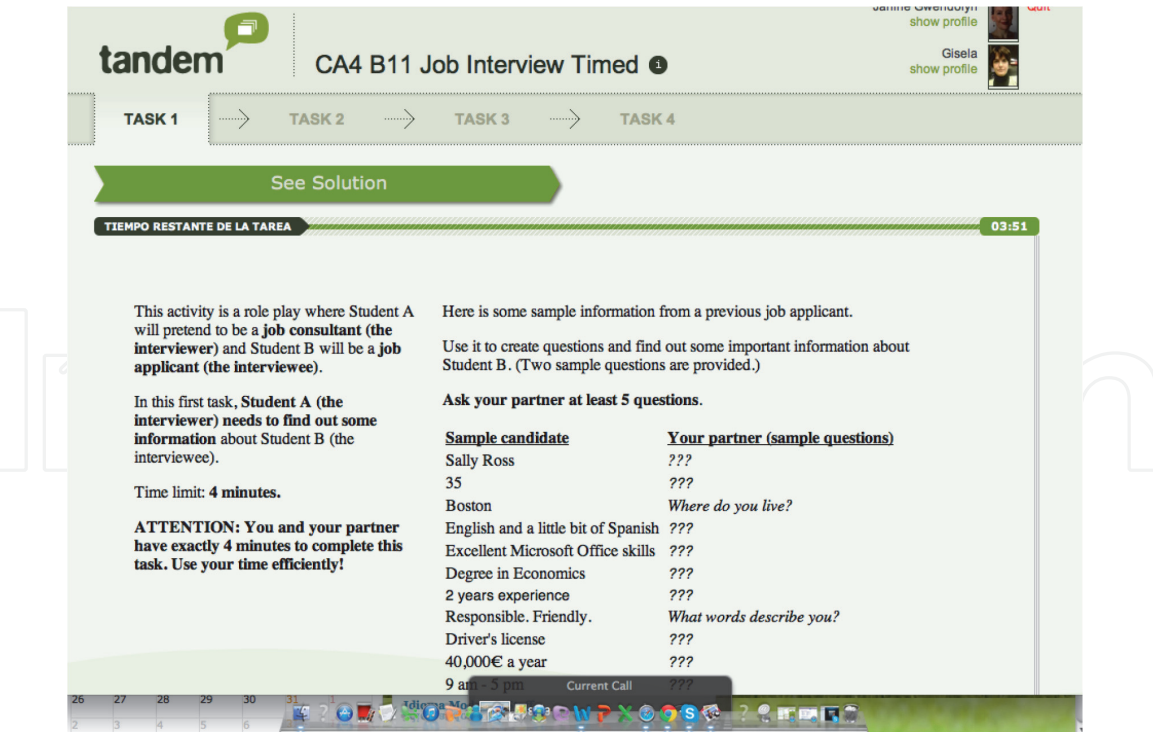 Janine Gwendolyn
Quit
show profile
Gisela
show profile
tandem
CA4 B11 Job Interview Timed i
TASK 1
TASK 2
TASK 3
TASK 4
See Solution
TIEMPO RESTANTE DE LA TAREA
03:51
This activity is a role play where Student A
will pretend to be a job consultant (the
interviewer) and Student B will be a job
applicant (the interviewee).
In this first task, Student A (the
interviewer) needs to find out some
information about Student B (the
interviewee).
Time limit: 4 minutes.
ATTENTION: You and your partner
have exactly 4 minutes to complete this
task. Use your time efficiently!
Here is some sample information from a previous job applicant.
Use it to create questions and find out some important information about
Student B. (Two sample questions are provided.)
Ask your partner at least 5 questions.
Sample candidate Your partner (sample questions)
Sally Ross ???
35 ???
Boston Where do you live?
English and a little bit of Spanish ???
Excellent Microsoft Office skills ???
Degree in Economics ???
2 years experience ???
Responsible. Friendly. What words describe you?
Driver's license ???
40,000€ a year ???
9 am - 5 pm ???
Current Call
26 27 28 29 30 31 1
2 3 4 5 6
Idioma